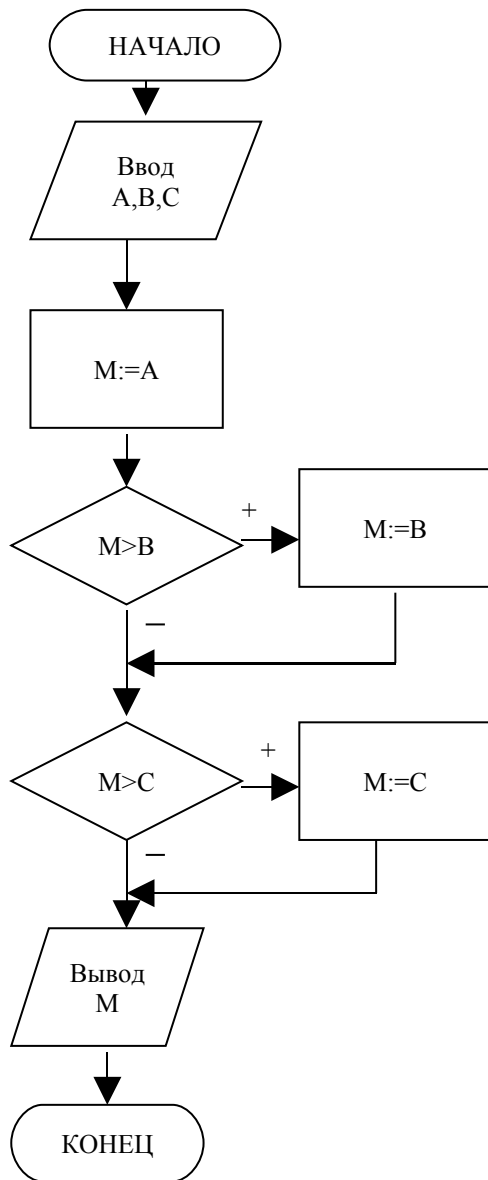 НАЧАЛО
Ввод
А,В,С
М:=А
М>В
+
М:=В
–
М>С
+
М:=С
–
Вывод
М
КОНЕЦ